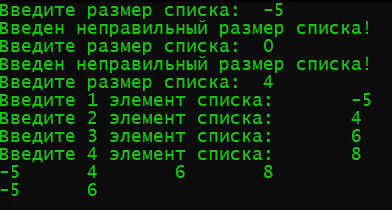 Введите размер списка:  -5
Введен неправильный размер списка!
Введите размер списка:  0
Введен неправильный размер списка!
Введите размер списка:  4
Введите 1 элемент списка:       -5
Введите 2 элемент списка:       4
Введите 3 элемент списка:       6
Введите 4 элемент списка:       8
-5      4       6       8
-5      6